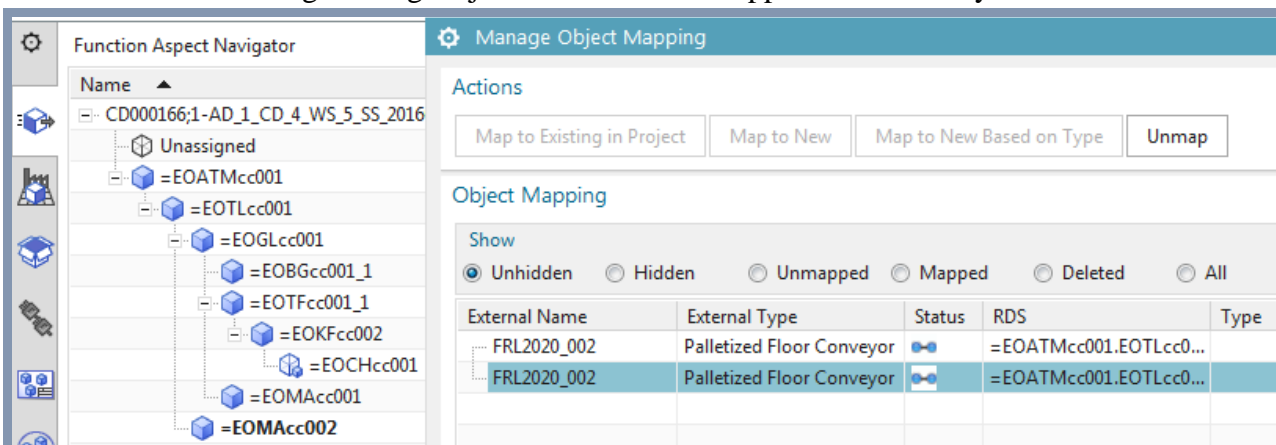 Function Aspect Navigator
Name
CD000166;1-AD_1_CD_4_WS_5_SS_2016
Unassigned
=EOATMcc001
=EOTLcc001
=EOGLcc001
=EOBGcc001_1
=EOTFcc001_1
=EOKFcc002
=EOCHcc001
=EOMAcc001
=EOMAcc002
Manage Object Mapping
Actions
Map to Existing in Project Map to New Map to New Based on Type Unmap
Object Mapping
Show
Unhidden Hidden Unmapped Mapped Deleted All
External Name External Type Status RDS Type
FRL2020_002 Palletized Floor Conveyor =EOATMcc001.EOTLcc0...
FRL2020_002 Palletized Floor Conveyor =EOATMcc001.EOTLcc0...